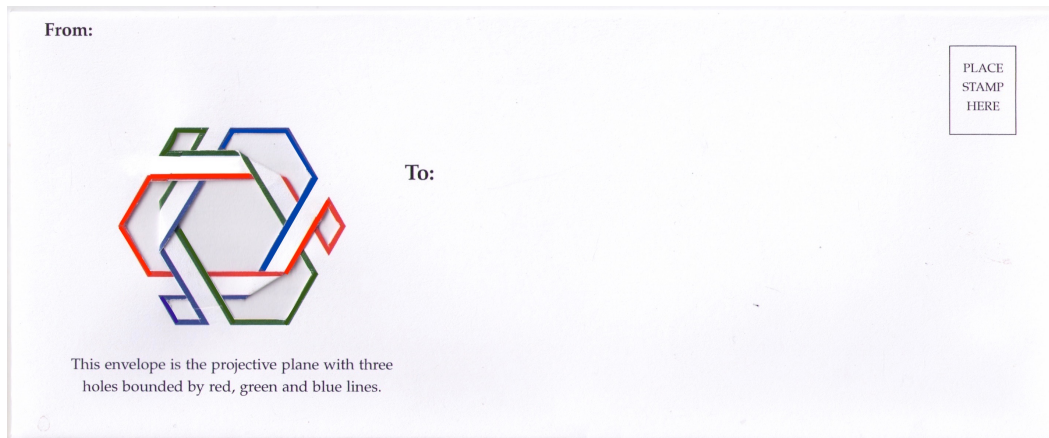 From:
PLACE
STAMP
HERE
To:
This envelope is the projective plane with three
holes bounded by red, green and blue lines.